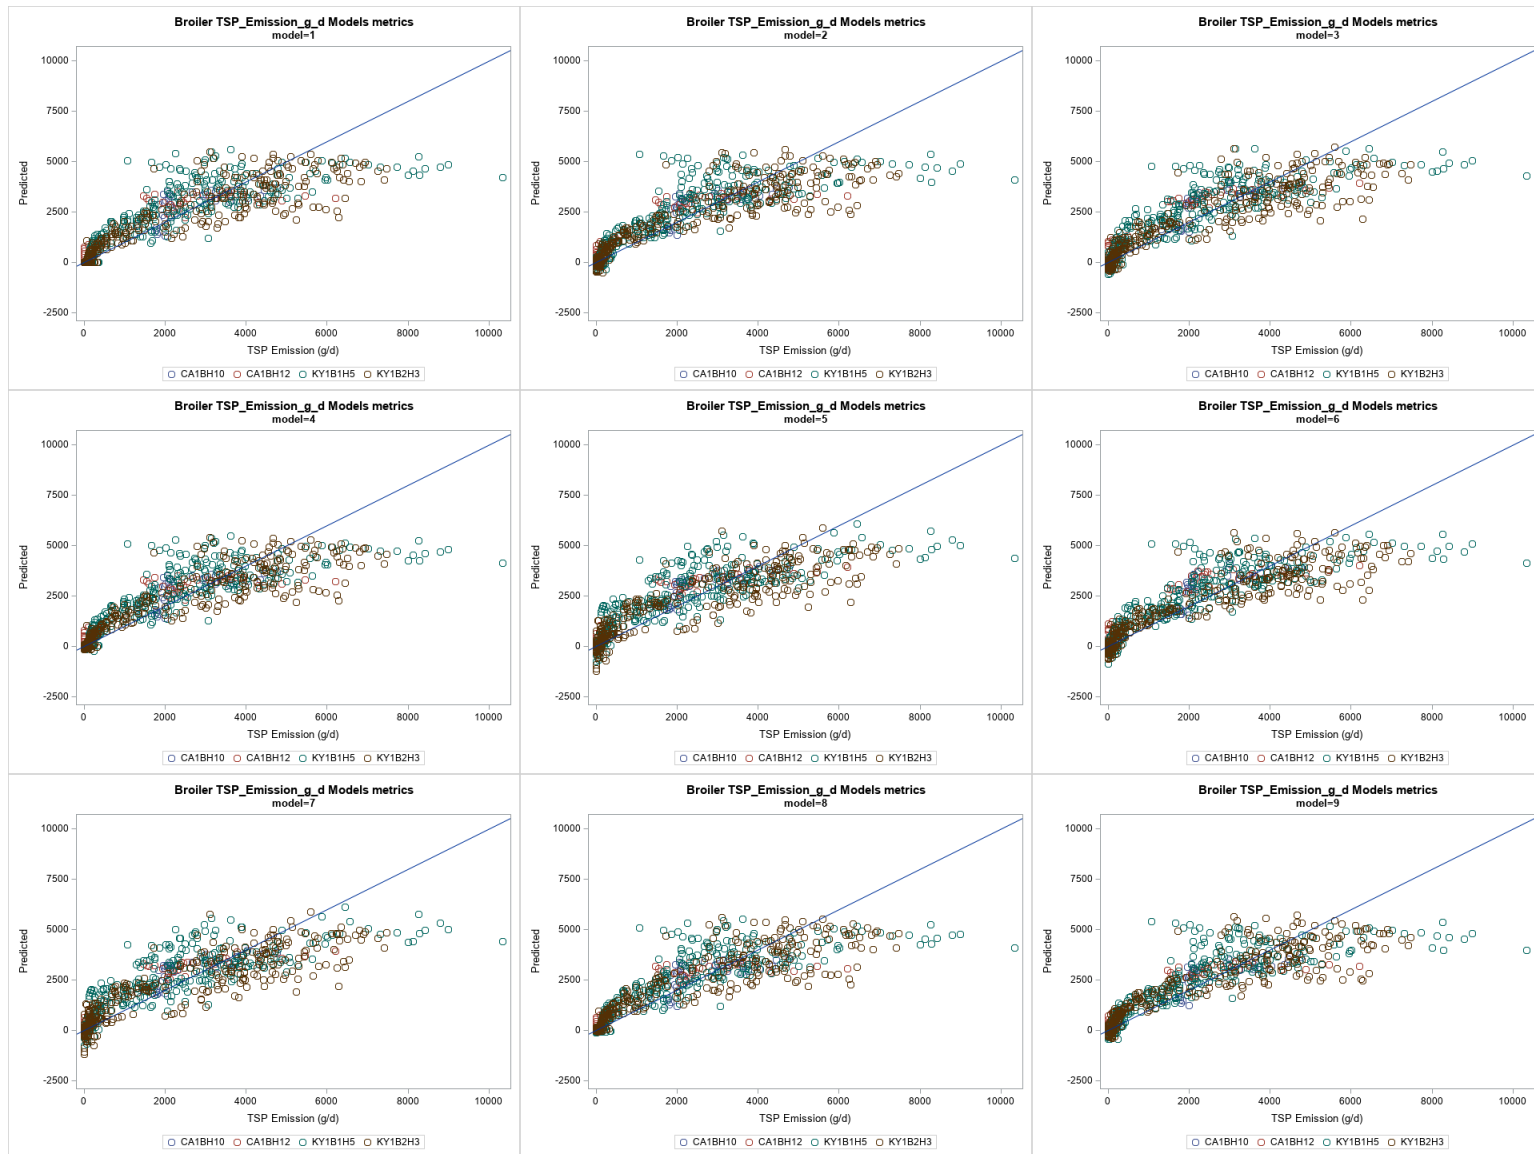 Broiler TSP_Emission_g_d Models metrics
model=1
10000
7500
5000
2500
0
-2500
Predicted
0 2000 4000 6000 8000 10000
TSP Emission (g/d)
CA1BH10 CA1BH12 KY1B1H5 KY1B2H3
Broiler TSP_Emission_g_d Models metrics
model=2
10000
7500
5000
2500
0
-2500
Predicted
0 2000 4000 6000 8000 10000
TSP Emission (g/d)
CA1BH10 CA1BH12 KY1B1H5 KY1B2H3
Broiler TSP_Emission_g_d Models metrics
model=3
10000
7500
5000
2500
0
-2500
Predicted
0 2000 4000 6000 8000 10000
TSP Emission (g/d)
CA1BH10 CA1BH12 KY1B1H5 KY1B2H3
Broiler TSP_Emission_g_d Models metrics
model=4
10000
7500
5000
2500
0
-2500
Predicted
0 2000 4000 6000 8000 10000
TSP Emission (g/d)
CA1BH10 CA1BH12 KY1B1H5 KY1B2H3
Broiler TSP_Emission_g_d Models metrics
model=5
10000
7500
5000
2500
0
-2500
Predicted
0 2000 4000 6000 8000 10000
TSP Emission (g/d)
CA1BH10 CA1BH12 KY1B1H5 KY1B2H3
Broiler TSP_Emission_g_d Models metrics
model=6
10000
7500
5000
2500
0
-2500
Predicted
0 2000 4000 6000 8000 10000
TSP Emission (g/d)
CA1BH10 CA1BH12 KY1B1H5 KY1B2H3
Broiler TSP_Emission_g_d Models metrics
model=7
10000
7500
5000
2500
0
-2500
Predicted
0 2000 4000 6000 8000 10000
TSP Emission (g/d)
CA1BH10 CA1BH12 KY1B1H5 KY1B2H3
Broiler TSP_Emission_g_d Models metrics
model=8
10000
7500
5000
2500
0
-2500
Predicted
0 2000 4000 6000 8000 10000
TSP Emission (g/d)
CA1BH10 CA1BH12 KY1B1H5 KY1B2H3
Broiler TSP_Emission_g_d Models metrics
model=9
10000
7500
5000
2500
0
-2500
Predicted
0 2000 4000 6000 8000 10000
TSP Emission (g/d)
CA1BH10 CA1BH12 KY1B1H5 KY1B2H3